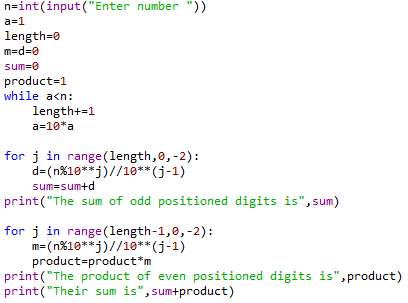 n=int(input("Enter number "))
a=1
length=0
m=d=0
sum=0
product=1
while a<n:
    length+=1
    a=10*a

for j in range(length,0,-2):
    d=(n%10**j)//10**(j-1)
    sum=sum+d
print("The sum of odd positioned digits is",sum)

for j in range(length-1,0,-2):
    m=(n%10**j)//10**(j-1)
    product=product*m
print("The product of even positioned digits is",product)
print("Their sum is",sum+product)